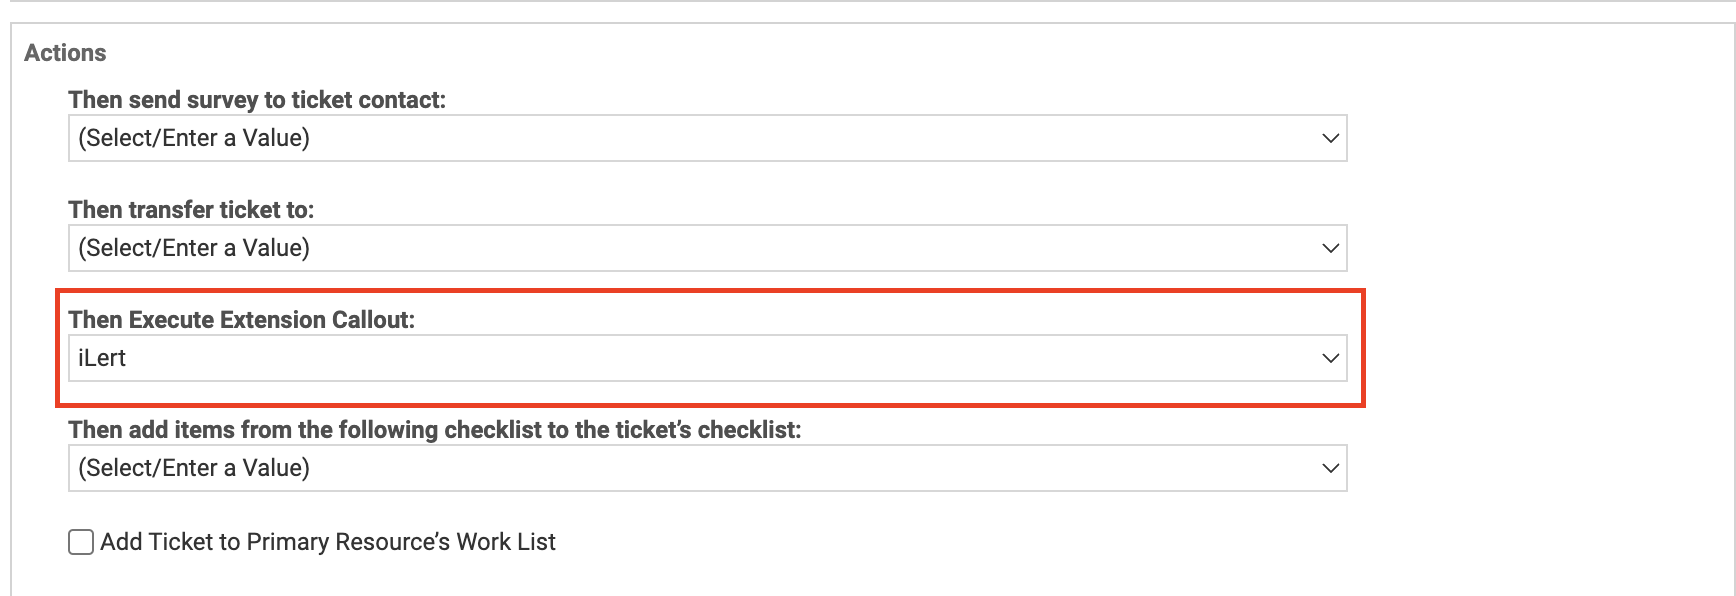 Actions
Then send survey to ticket contact:
(Select/Enter a Value)
Then transfer ticket to:
(Select/Enter a Value)
Then Execute Extension Callout:
iLert
Then add items from the following checklist to the ticket’s checklist:
(Select/Enter a Value)
Add Ticket to Primary Resource’s Work List